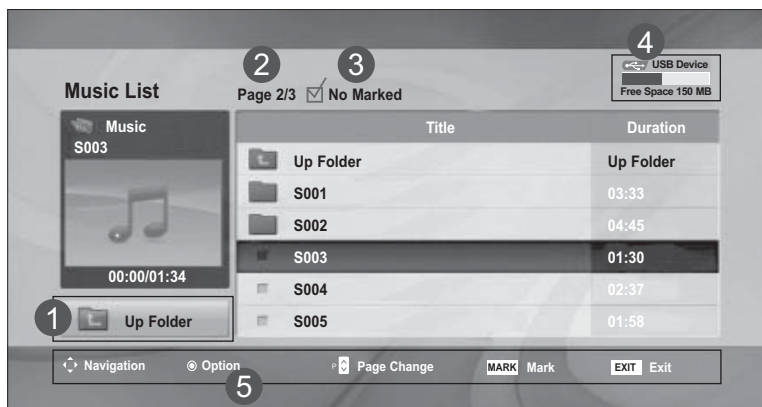 4
USB Device
Free Space 150 MB
2
3
Music List
Page 2/3
No Marked
Music
S003
00:00/01:34
1
Up Folder
Title Duration
Up Folder Up Folder
S001 03:33
S002 04:45
S003 01:30
S004 02:37
S005 01:58
Navigation Option P Page Change MARK Mark EXIT Exit
5